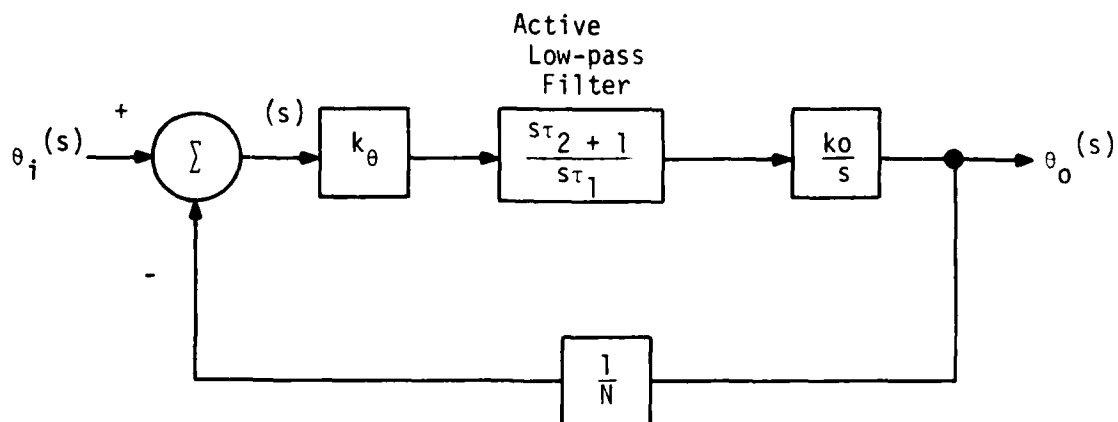 Active
Low-pass
Filter
+
(s)
θi(s)
Σ
kθ
sτ2 + 1
sτ1
ko
s
θo(s)
-
1
N